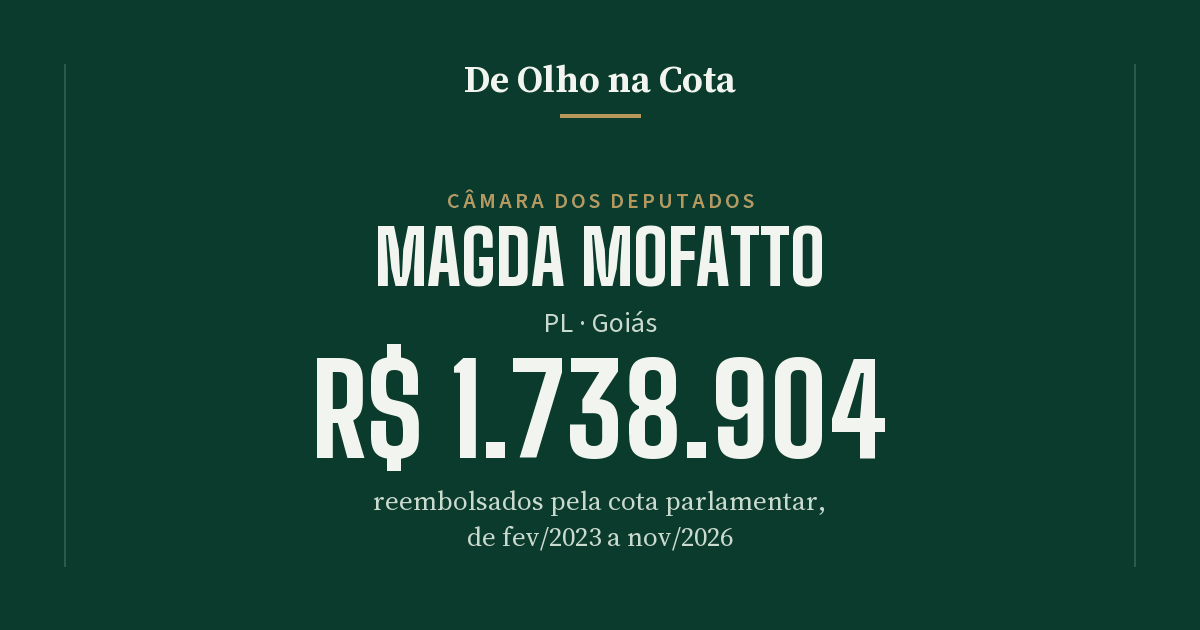 De Olho na Cota
CÂMARA DOS DEPUTADOS
MAGDA MOFATTO
PL · Goiás
R$ 1.738.904
reembolsados pela cota parlamentar,
de fev/2023 a nov/2026